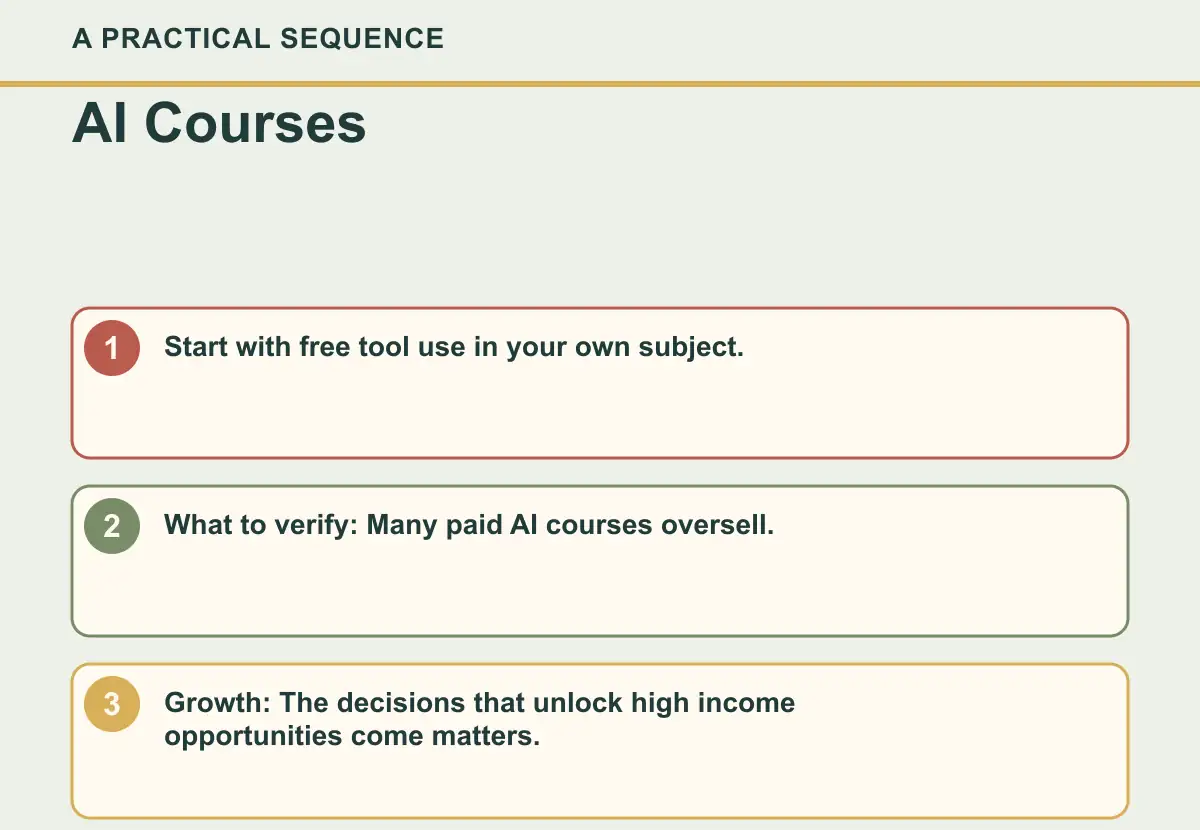 A PRACTICAL SEQUENCE
AI Courses
1
Start with free tool use in your own subject.
2
What to verify: Many paid AI courses oversell.
3
Growth: The decisions that unlock high income
opportunities come matters.